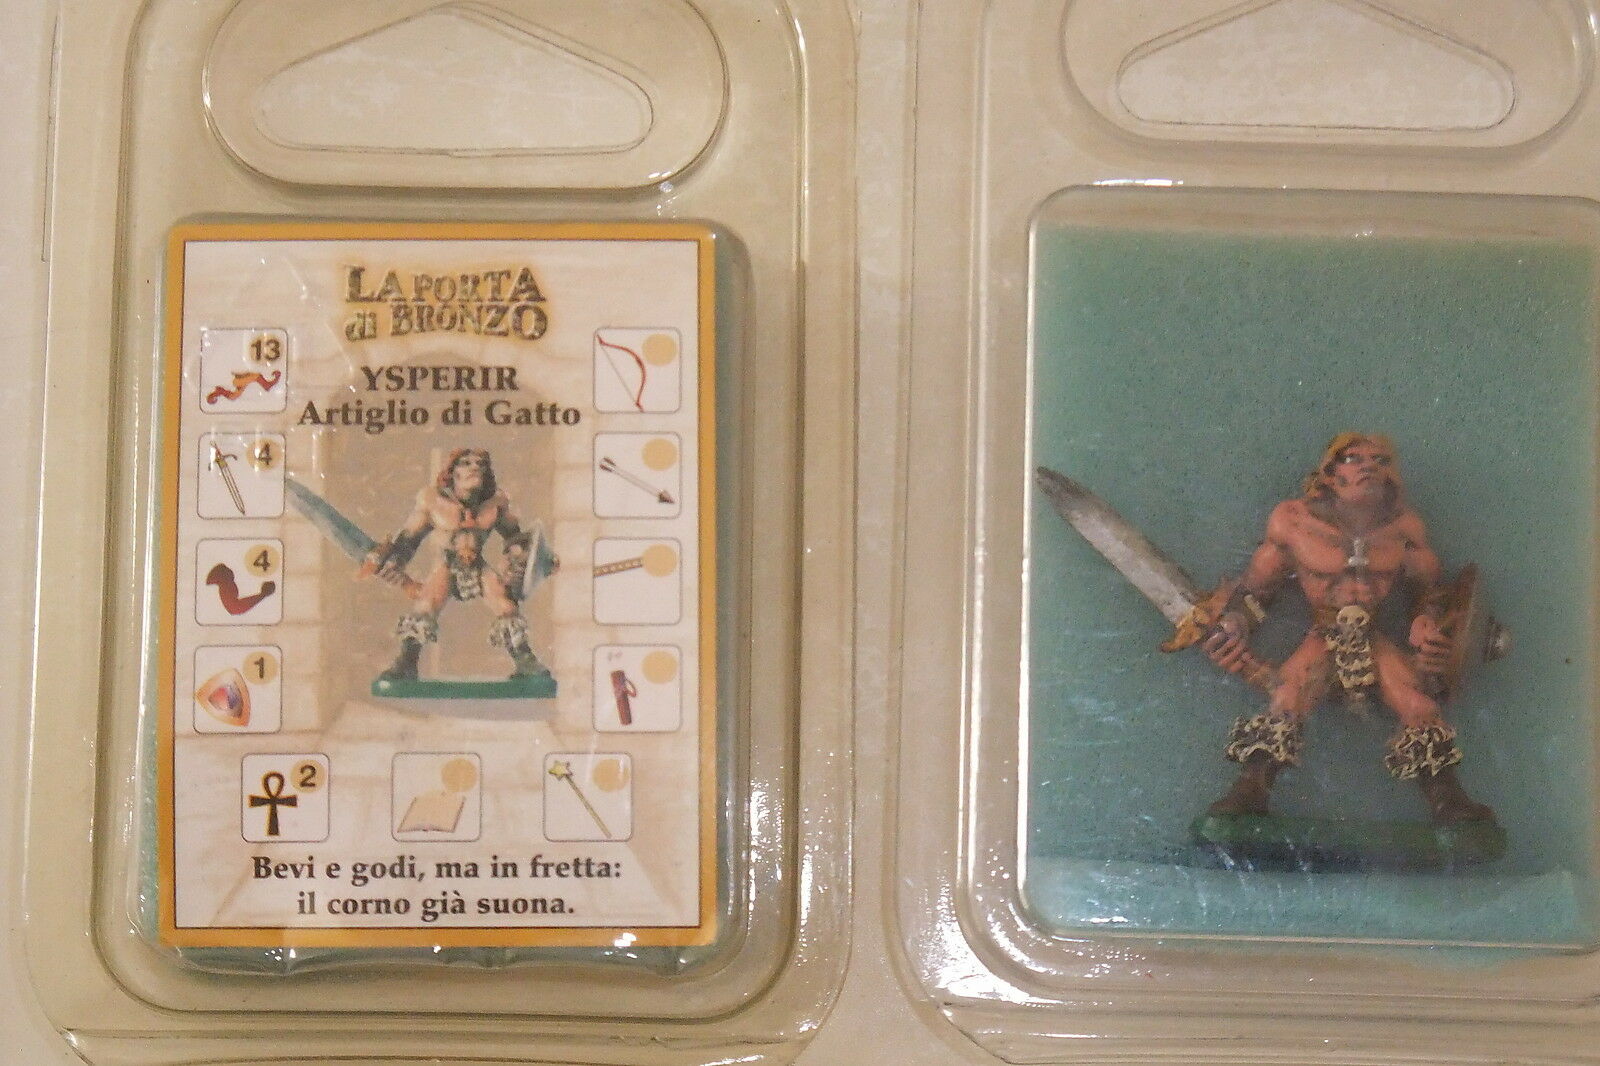 LA PORTA
di BRONZO
YSPERIR
Artiglio di Gatto
13
4
4
1
2
Bevi e godi, ma in fretta:
il corno già suona.